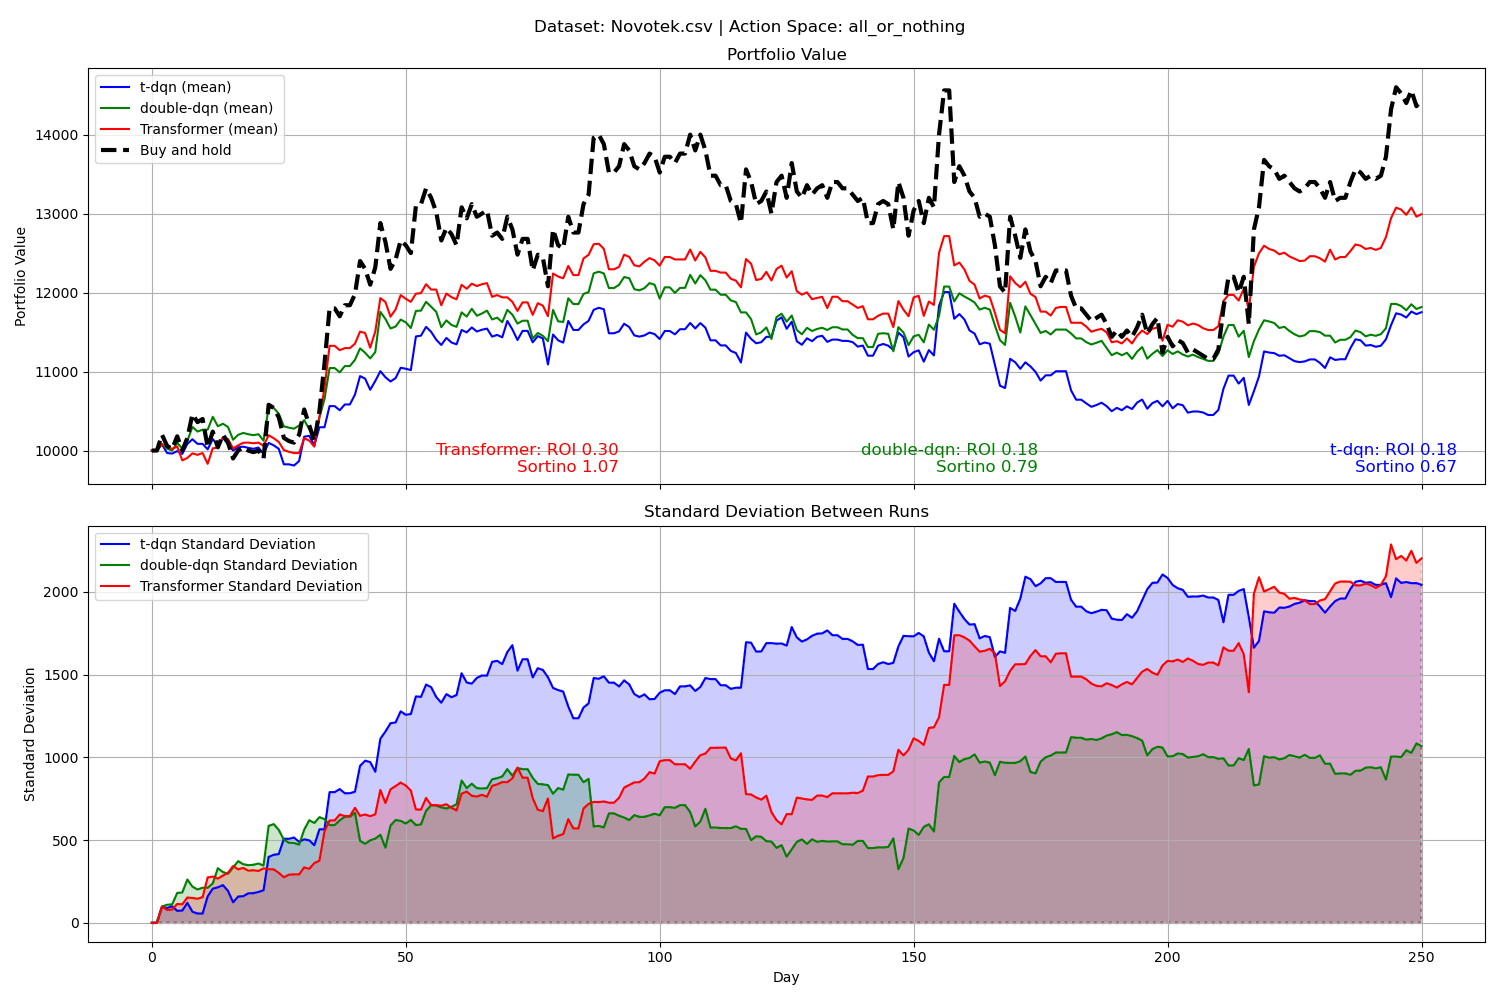 Dataset: Novotek.csv | Action Space: all_or_nothing
Portfolio Value
t-dqn (mean)
double-dqn (mean)
Transformer (mean)
Buy and hold
Portfolio Value
14000
13000
12000
11000
10000
Transformer: ROI 0.30
Sortino 1.07
double-dqn: ROI 0.18
Sortino 0.79
t-dqn: ROI 0.18
Sortino 0.67
Standard Deviation Between Runs
t-dqn Standard Deviation
double-dqn Standard Deviation
Transformer Standard Deviation
Standard Deviation
2000
1500
1000
500
0
0 50 100 150 200 250
Day